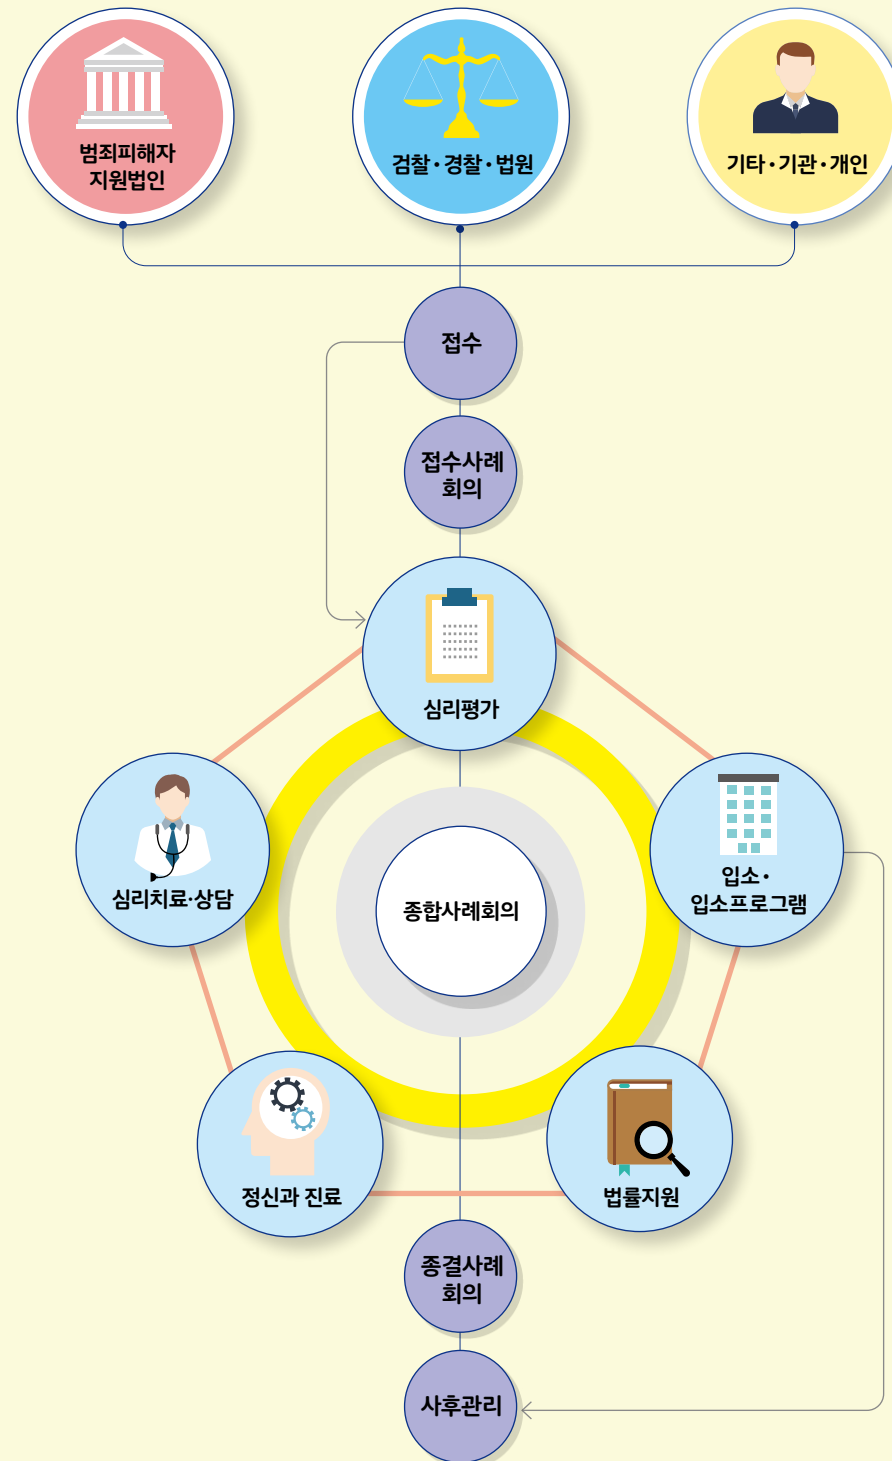 범죄피해자
지원법인
검찰·경찰·법원
기타·기관·개인
접수
접수사례
회의
심리평가
심리치료·상담
입소·
입소프로그램
종합사례회의
정신과 진료
법률지원
종결사례
회의
사후관리